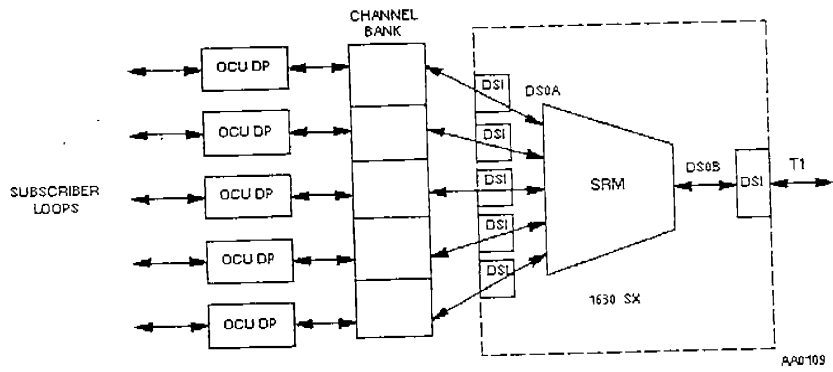 CHANNEL
BANK
OCU DP
OCU DP
OCU DP
OCU DP
OCU DP
SUBSCRIBER
LOOPS
DSI
DS0A
DSI
DSI
DSI
DSI
SRM
DS0B
DSI
T1
1630 SX
AA0109